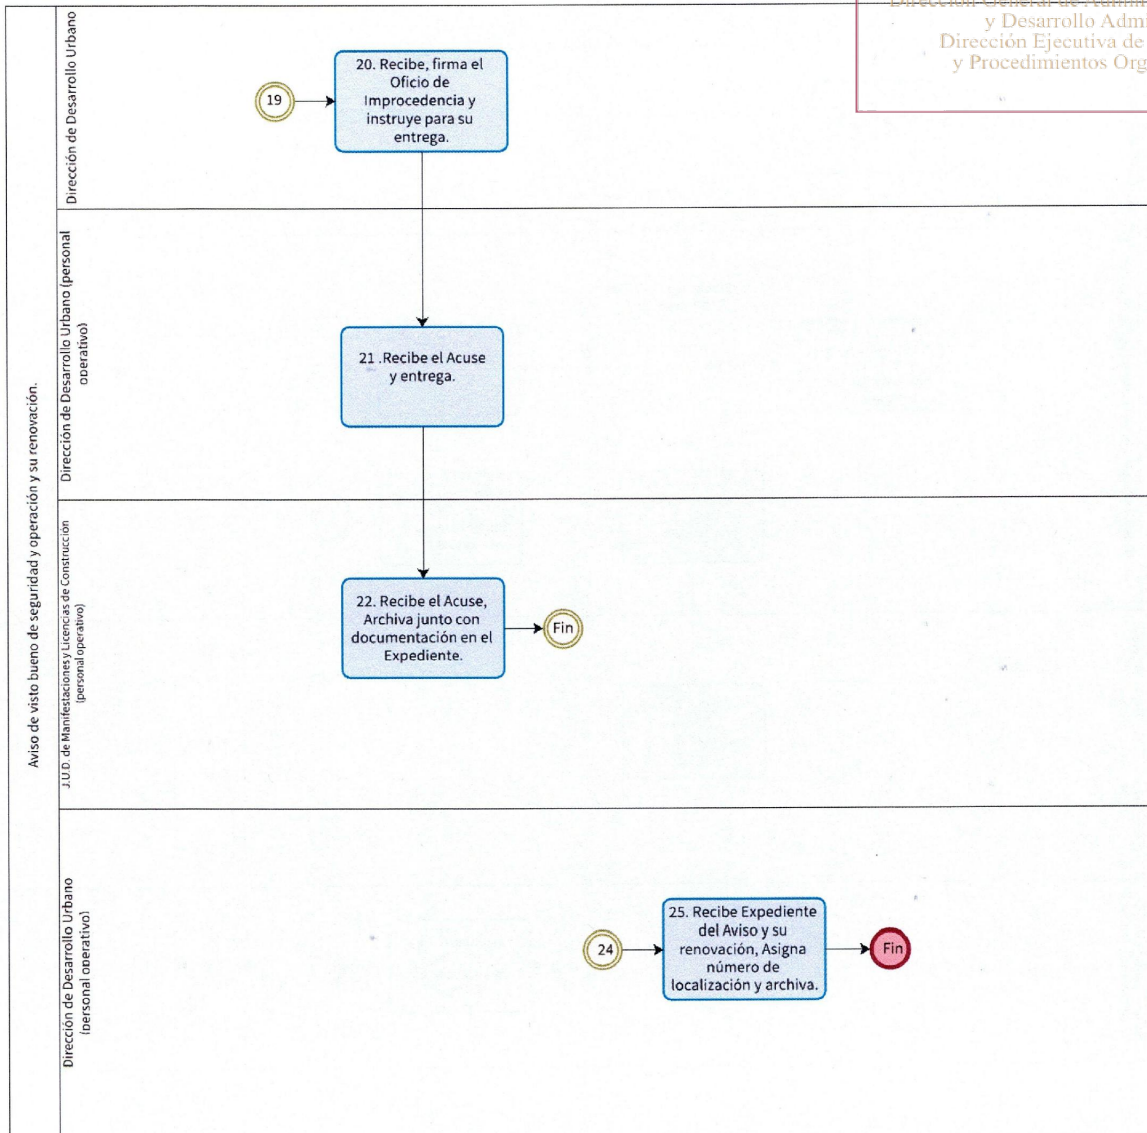 y Desarrollo Admi
Dirección Ejecutiva de
y Procedimientos Org
Aviso de visto bueno de seguridad y operación y su renovación.
Dirección de Desarrollo Urbano
19
20. Recibe, firma el
Oficio de
Improcedencia y
instruye para su
entrega.
Dirección de Desarrollo Urbano (personal
operativo)
21 .Recibe el Acuse
y entrega.
J.U.D. de Manifestaciones y Licencias de Construcción
(personal operativo)
22. Recibe el Acuse,
Archiva junto con
documentación en el
Expediente.
Fin
Dirección de Desarrollo Urbano
(personal operativo)
24
25. Recibe Expediente
del Aviso y su
renovación, Asigna
número de
localización y archiva.
Fin